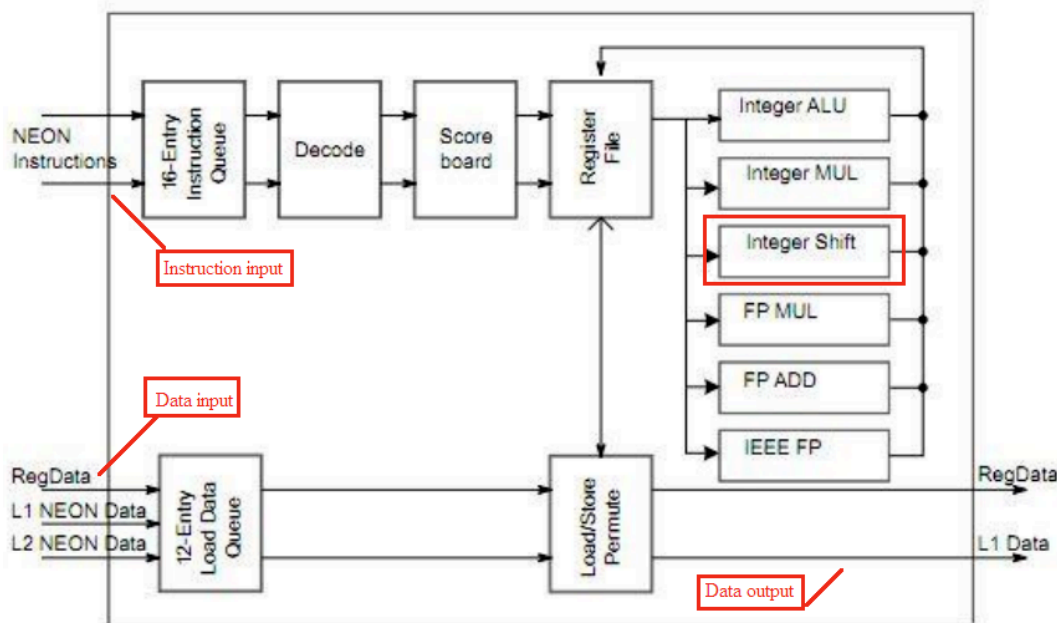 NEON
Instructions
16-Entry
Instruction
Queue
Decode
Score
board
Register
File
Integer ALU
Integer MUL
Integer Shift
FP MUL
FP ADD
IEEE FP
Instruction input
Data input
RegData
L1 NEON Data
L2 NEON Data
12-Entry
Load Data
Queue
Load/Store
Permute
RegData
L1 Data
Data output